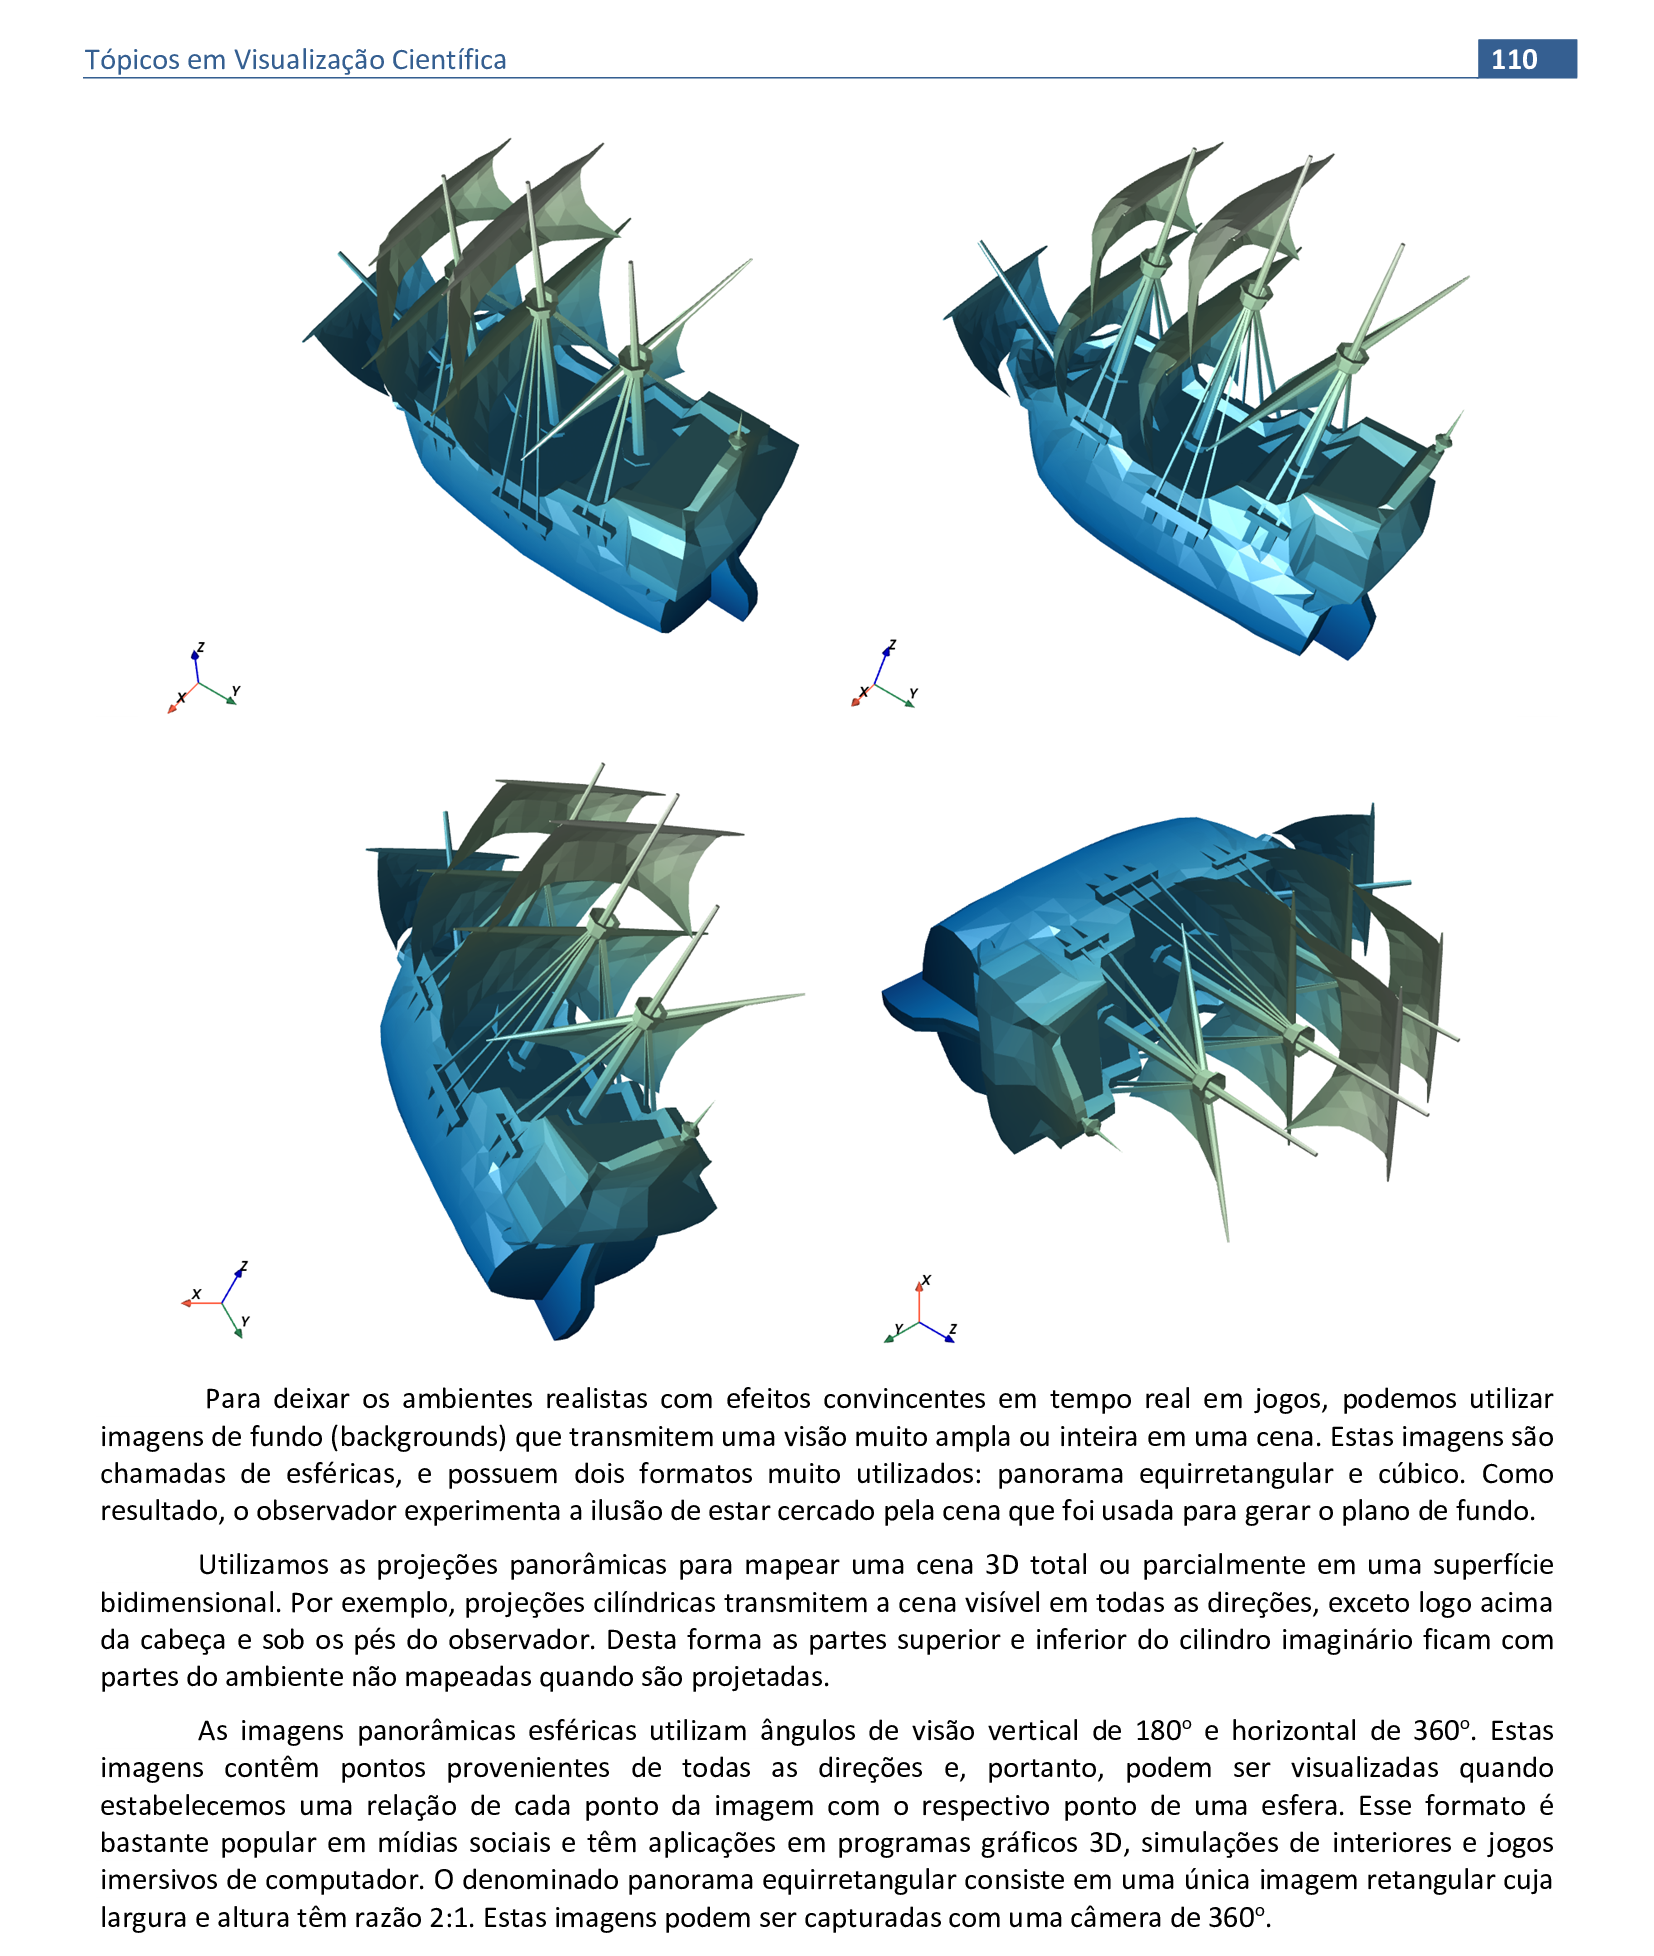 Tópicos em Visualização Científica 110
Z
X
Y
Z
X
Y
Z
X
Y
X
Y
Z
Para deixar os ambientes realistas com efeitos convincentes em tempo real em jogos, podemos utilizar
imagens de fundo (backgrounds) que transmitem uma visão muito ampla ou inteira em uma cena. Estas imagens são
chamadas de esféricas, e possuem dois formatos muito utilizados: panorama equirretangular e cúbico. Como
resultado, o observador experimenta a ilusão de estar cercado pela cena que foi usada para gerar o plano de fundo.
Utilizamos as projeções panorâmicas para mapear uma cena 3D total ou parcialmente em uma superfície
bidimensional. Por exemplo, projeções cilíndricas transmitem a cena visível em todas as direções, exceto logo acima
da cabeça e sob os pés do observador. Desta forma as partes superior e inferior do cilindro imaginário ficam com
partes do ambiente não mapeadas quando são projetadas.
As imagens panorâmicas esféricas utilizam ângulos de visão vertical de 180º e horizontal de 360º. Estas
imagens contêm pontos provenientes de todas as direções e, portanto, podem ser visualizadas quando
estabelecemos uma relação de cada ponto da imagem com o respectivo ponto de uma esfera. Esse formato é
bastante popular em mídias sociais e têm aplicações em programas gráficos 3D, simulações de interiores e jogos
imersivos de computador. O denominado panorama equirretangular consiste em uma única imagem retangular cuja
largura e altura têm razão 2:1. Estas imagens podem ser capturadas com uma câmera de 360º.